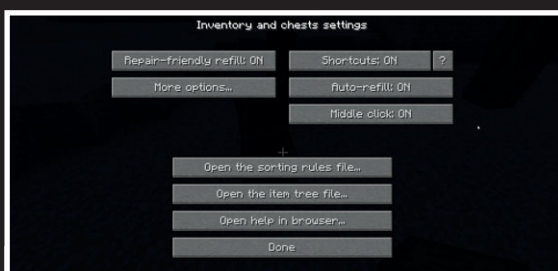 Inventory and chests settings
Repair-friendly refill: ON
Shortcuts: ON
?
More options...
Auto-refill: ON
Middle click: ON
Open the sorting rules file...
Open the item tree file...
Open help in browser...
Done